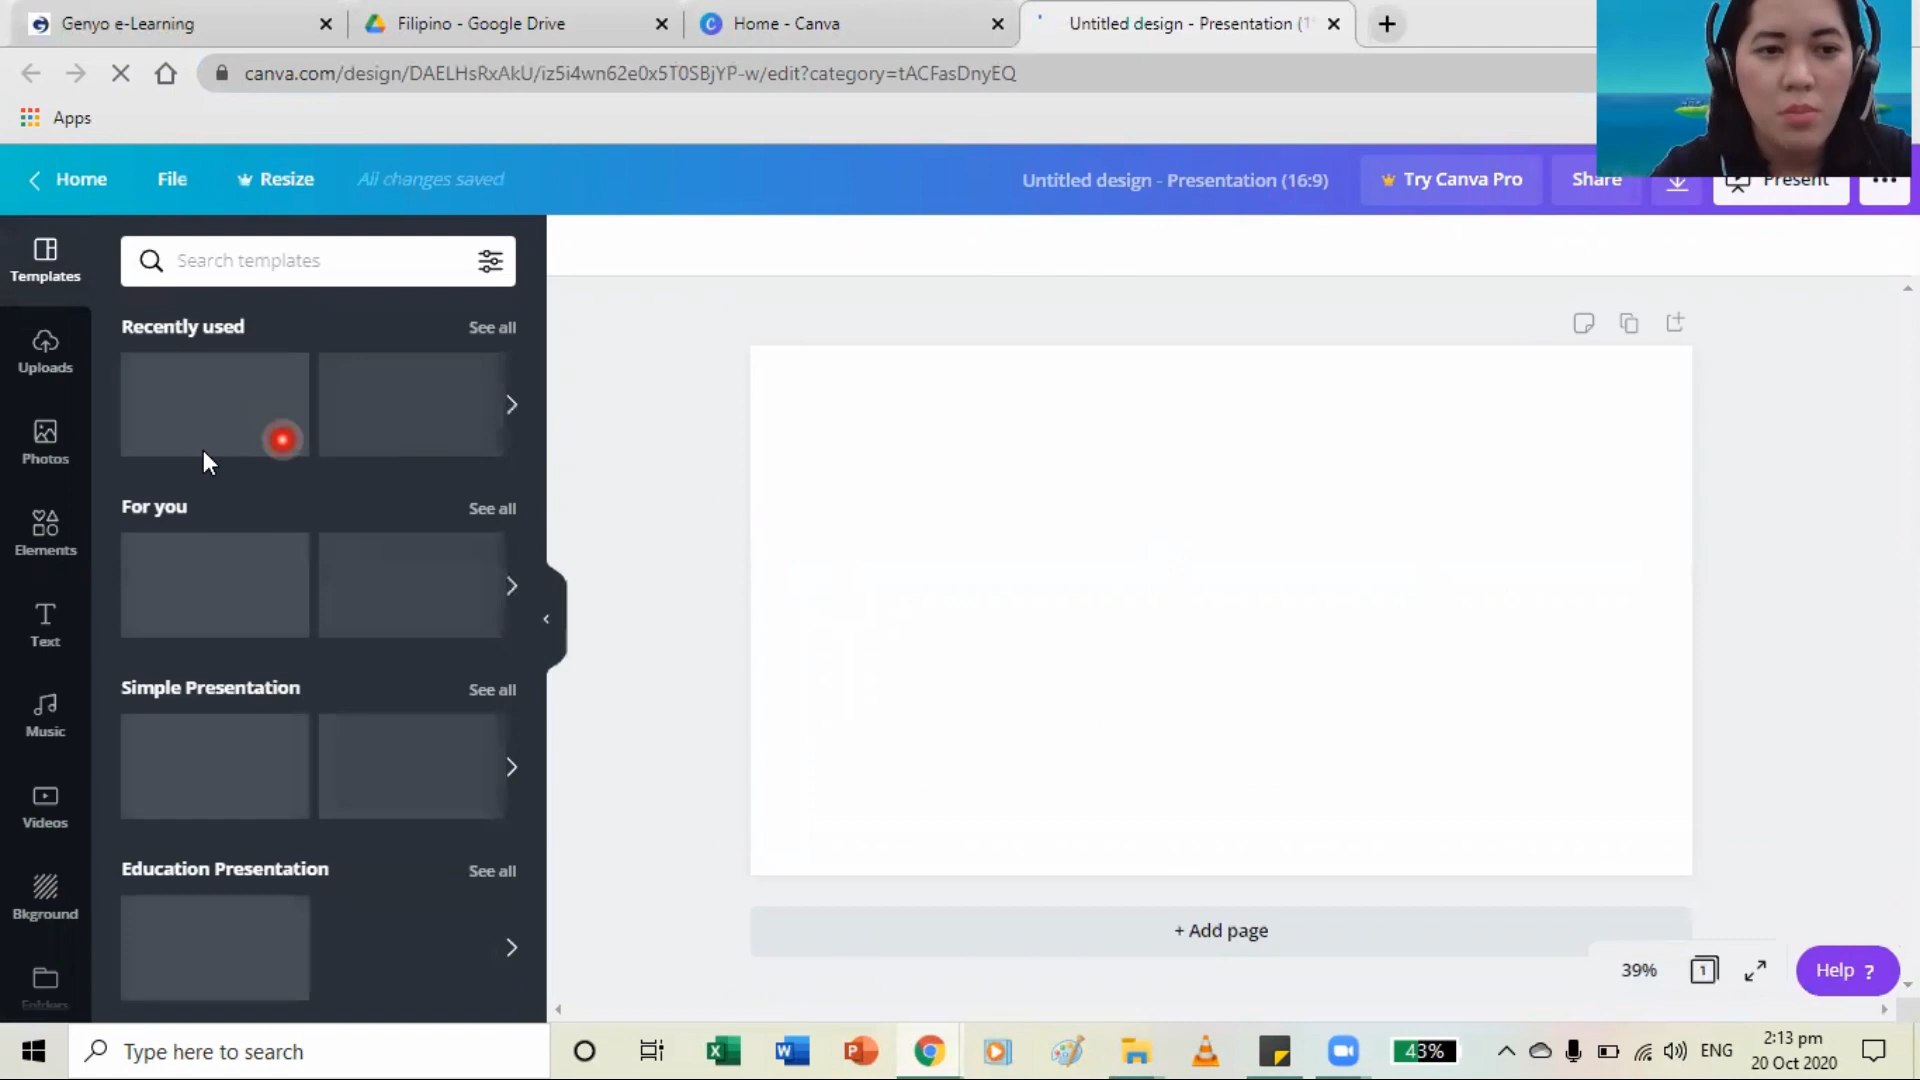 Genyo e-Learning
Filipino - Google Drive
Home - Canva
Untitled design - Presentation (1
canva.com/design/DAELHsRxAkU/iz5i4wn62e0x5T0SBjYP-w/edit?category=tACFasDnyEQ
Apps
Home
File
Resize
All changes saved
Untitled design - Presentation (16:9)
Try Canva Pro
Share
Present
Templates
Search templates
Recently used
See all
Uploads
Photos
For you
See all
Elements
Text
Simple Presentation
See all
Music
Videos
Education Presentation
See all
Bkground
Folders
+ Add page
39%
1
Help ?
Type here to search
43%
ENG
2:13 pm
20 Oct 2020